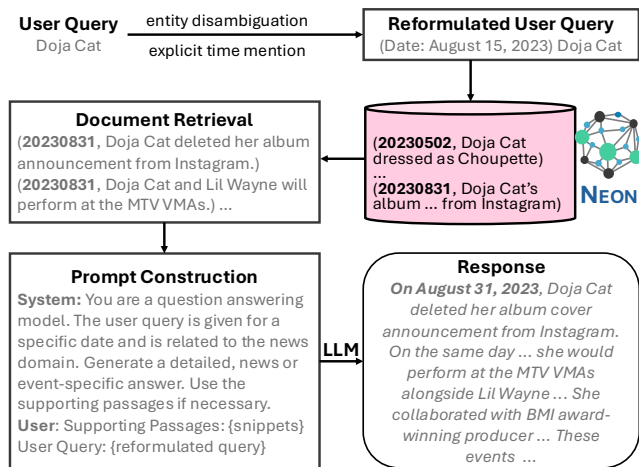 User Query
Doja Cat
entity disambiguation
explicit time mention
Reformulated User Query
(Date: August 15, 2023) Doja Cat
Document Retrieval
(20230831, Doja Cat deleted her album
announcement from Instagram.)
(20230831, Doja Cat and Lil Wayne will
perform at the MTV VMAs.) ...
(20230502, Doja Cat
dressed as Choupette)
...
(20230831, Doja Cat's
album ... from Instagram)
NEON
Prompt Construction
System: You are a question answering
model. The user query is given for a
specific date and is related to the news
domain. Generate a detailed, news or
event-specific answer. Use the
supporting passages if necessary.
User: Supporting Passages: {snippets}
User Query: {reformulated query}
LLM
Response
On August 31, 2023, Doja Cat
deleted her album cover
announcement from Instagram.
On the same day ... she would
perform at the MTV VMAs
alongside Lil Wayne ... She
collaborated with BMI award-
winning producer ... These
events ...